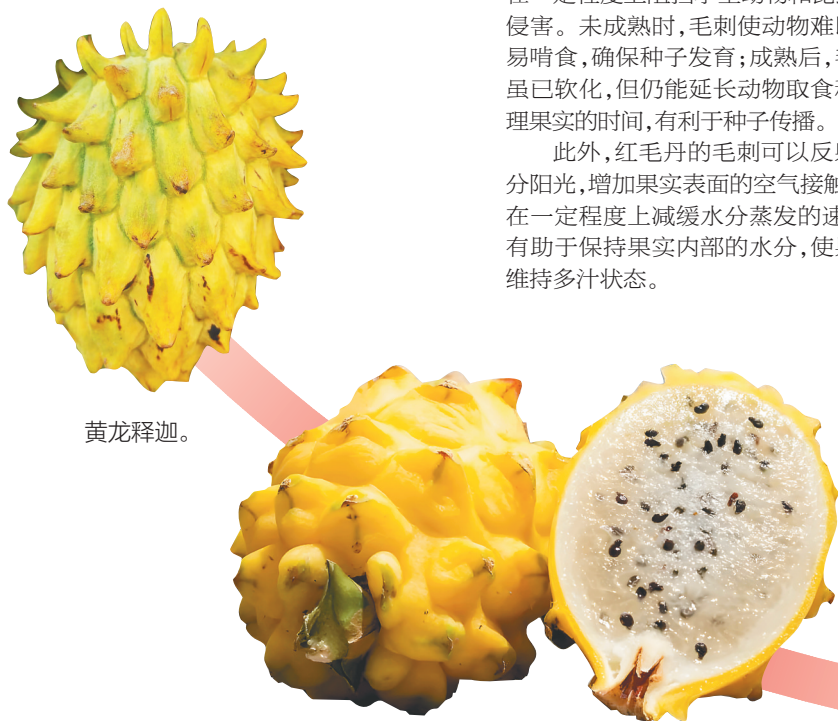 侵害。未成熟时,毛刺使动物难
易啃食,确保种子发育;成熟后,
虽已软化,但仍能延长动物取食
理果实的时间,有利于种子传播。
此外,红毛丹的毛刺可以反
分阳光,增加果实表面的空气接触
在一定程度上减缓水分蒸发的速
有助于保持果实内部的水分,使
维持多汁状态。
黄龙释迦。